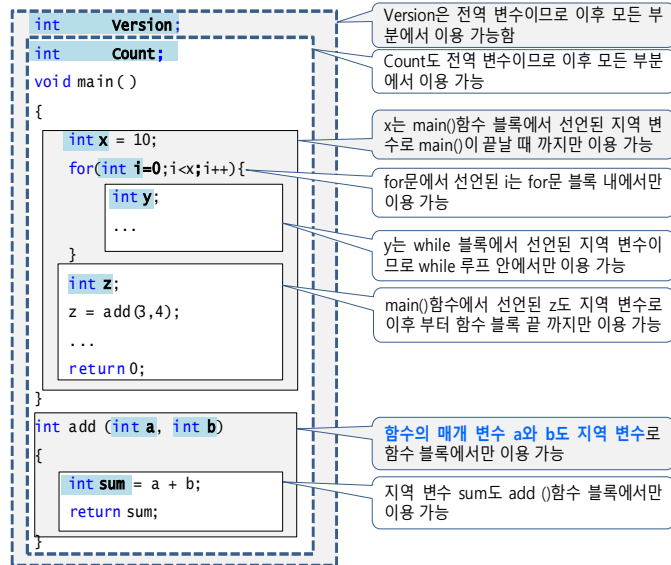 int Version;
int Count;
void main()
{
int x = 10;
for(int i=0;i<x;i++){
int y;
...
}
int z;
z = add(3,4);
...
return 0;
}
int add (int a, int b)
{
int sum = a + b;
return sum;
}
Version은 전역 변수이므로 이후 모든 부
분에서 이용 가능함
Count도 전역 변수이므로 이후 모든 부분
에서 이용 가능
x는 main()함수 블록에서 선언된 지역 변
수로 main()이 끝날 때 까지만 이용 가능
for문에서 선언된 i는 for문 블록 내에서만
이용 가능
y는 while 블록에서 선언된 지역 변수이
므로 while 루프 안에서만 이용 가능
main()함수에서 선언된 z도 지역 변수로
이후 부터 함수 블록 끝 까지만 이용 가능
함수의 매개 변수 a와 b도 지역 변수로
함수 블록에서만 이용 가능
지역 변수 sum도 add ()함수 블록에서만
이용 가능